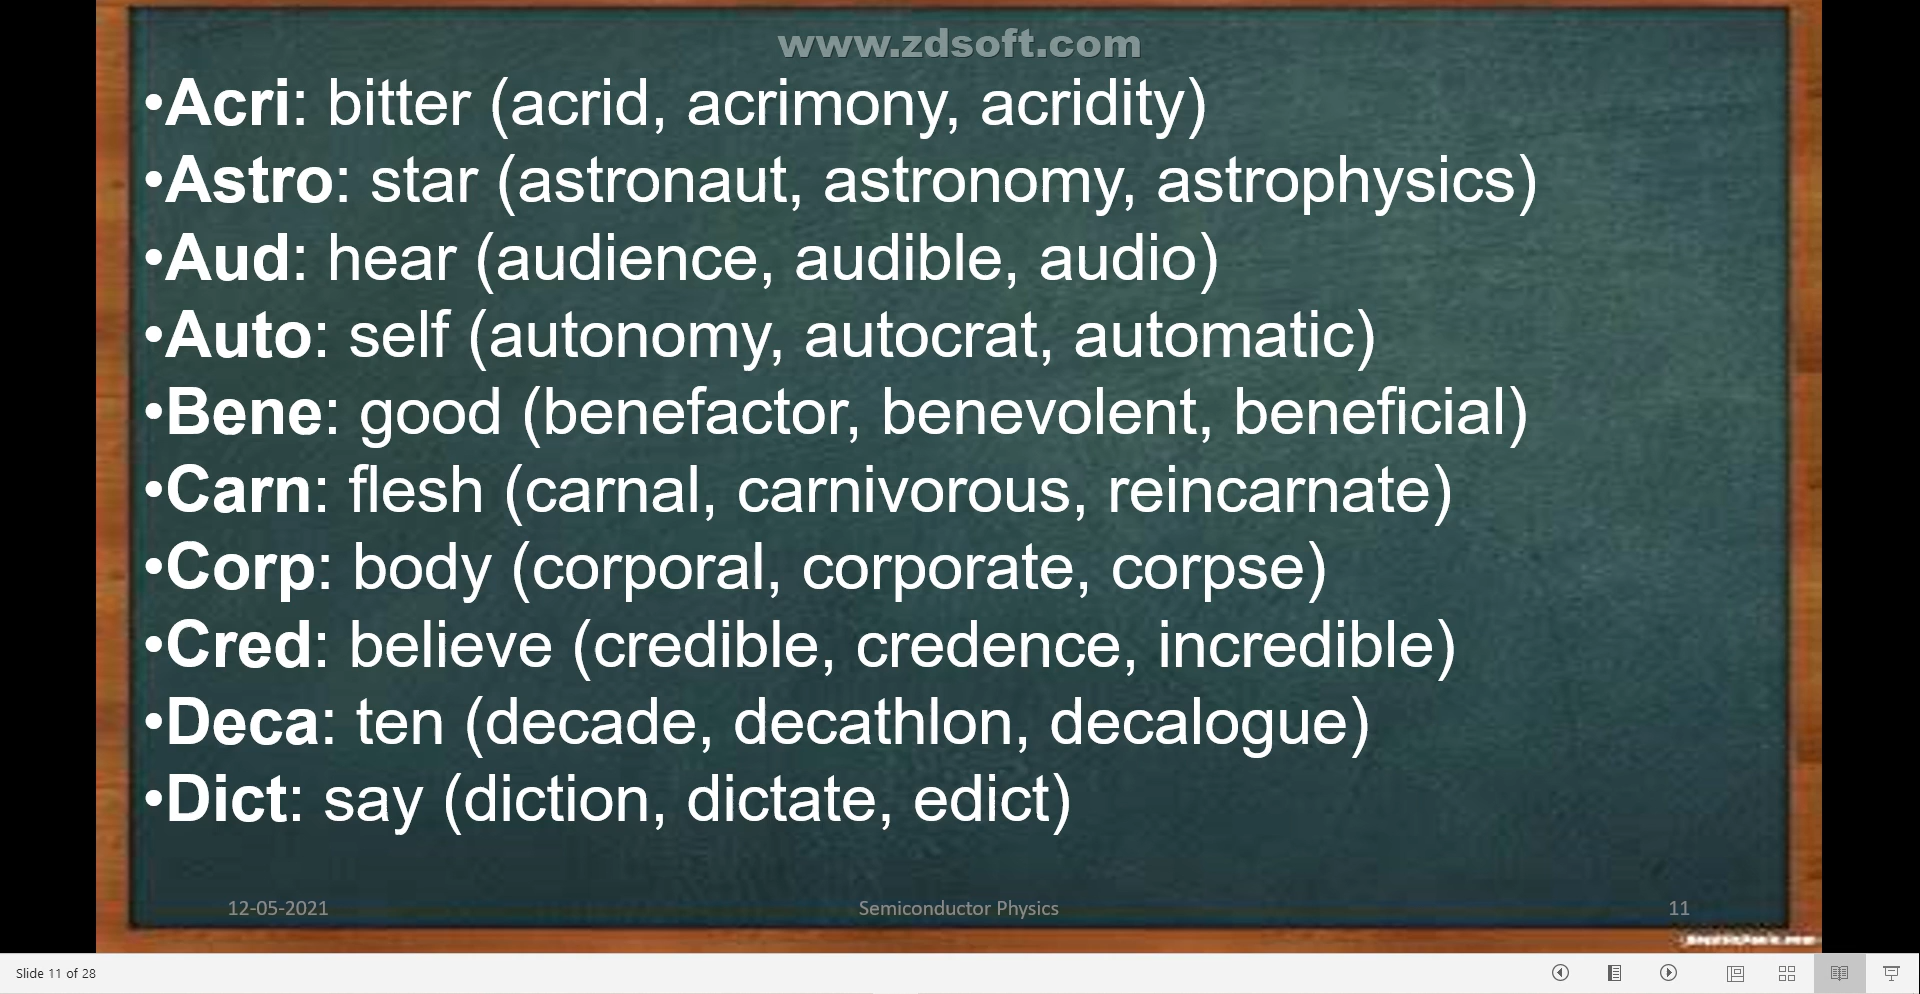 www.zdsoft.com
•Acri: bitter (acrid, acrimony, acridity)
•Astro: star (astronaut, astronomy, astrophysics)
•Aud: hear (audience, audible, audio)
•Auto: self (autonomy, autocrat, automatic)
•Bene: good (benefactor, benevolent, beneficial)
•Carn: flesh (carnal, carnivorous, reincarnate)
•Corp: body (corporal, corporate, corpse)
•Cred: believe (credible, credence, incredible)
•Deca: ten (decade, decathlon, decalogue)
•Dict: say (diction, dictate, edict)
12-05-2021 Semiconductor Physics 11
Slide 11 of 28